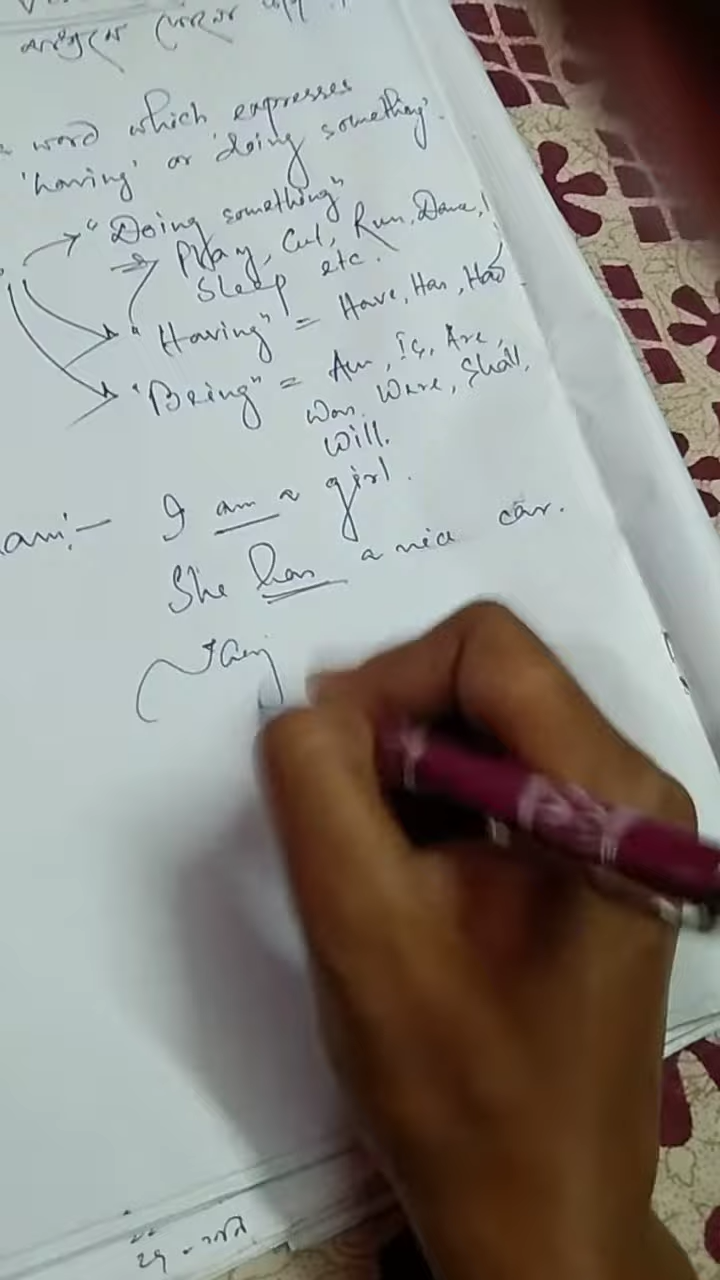 word which expresses
'having' or 'doing something'.
"Doing something"
Play, Cut, Run, Dance,
Sleep etc.
"Having" = Have, Has, Had
"Being" = Am, Is, Are,
Was, Were, Shall,
Will.
I am a girl.
She has a nice car.